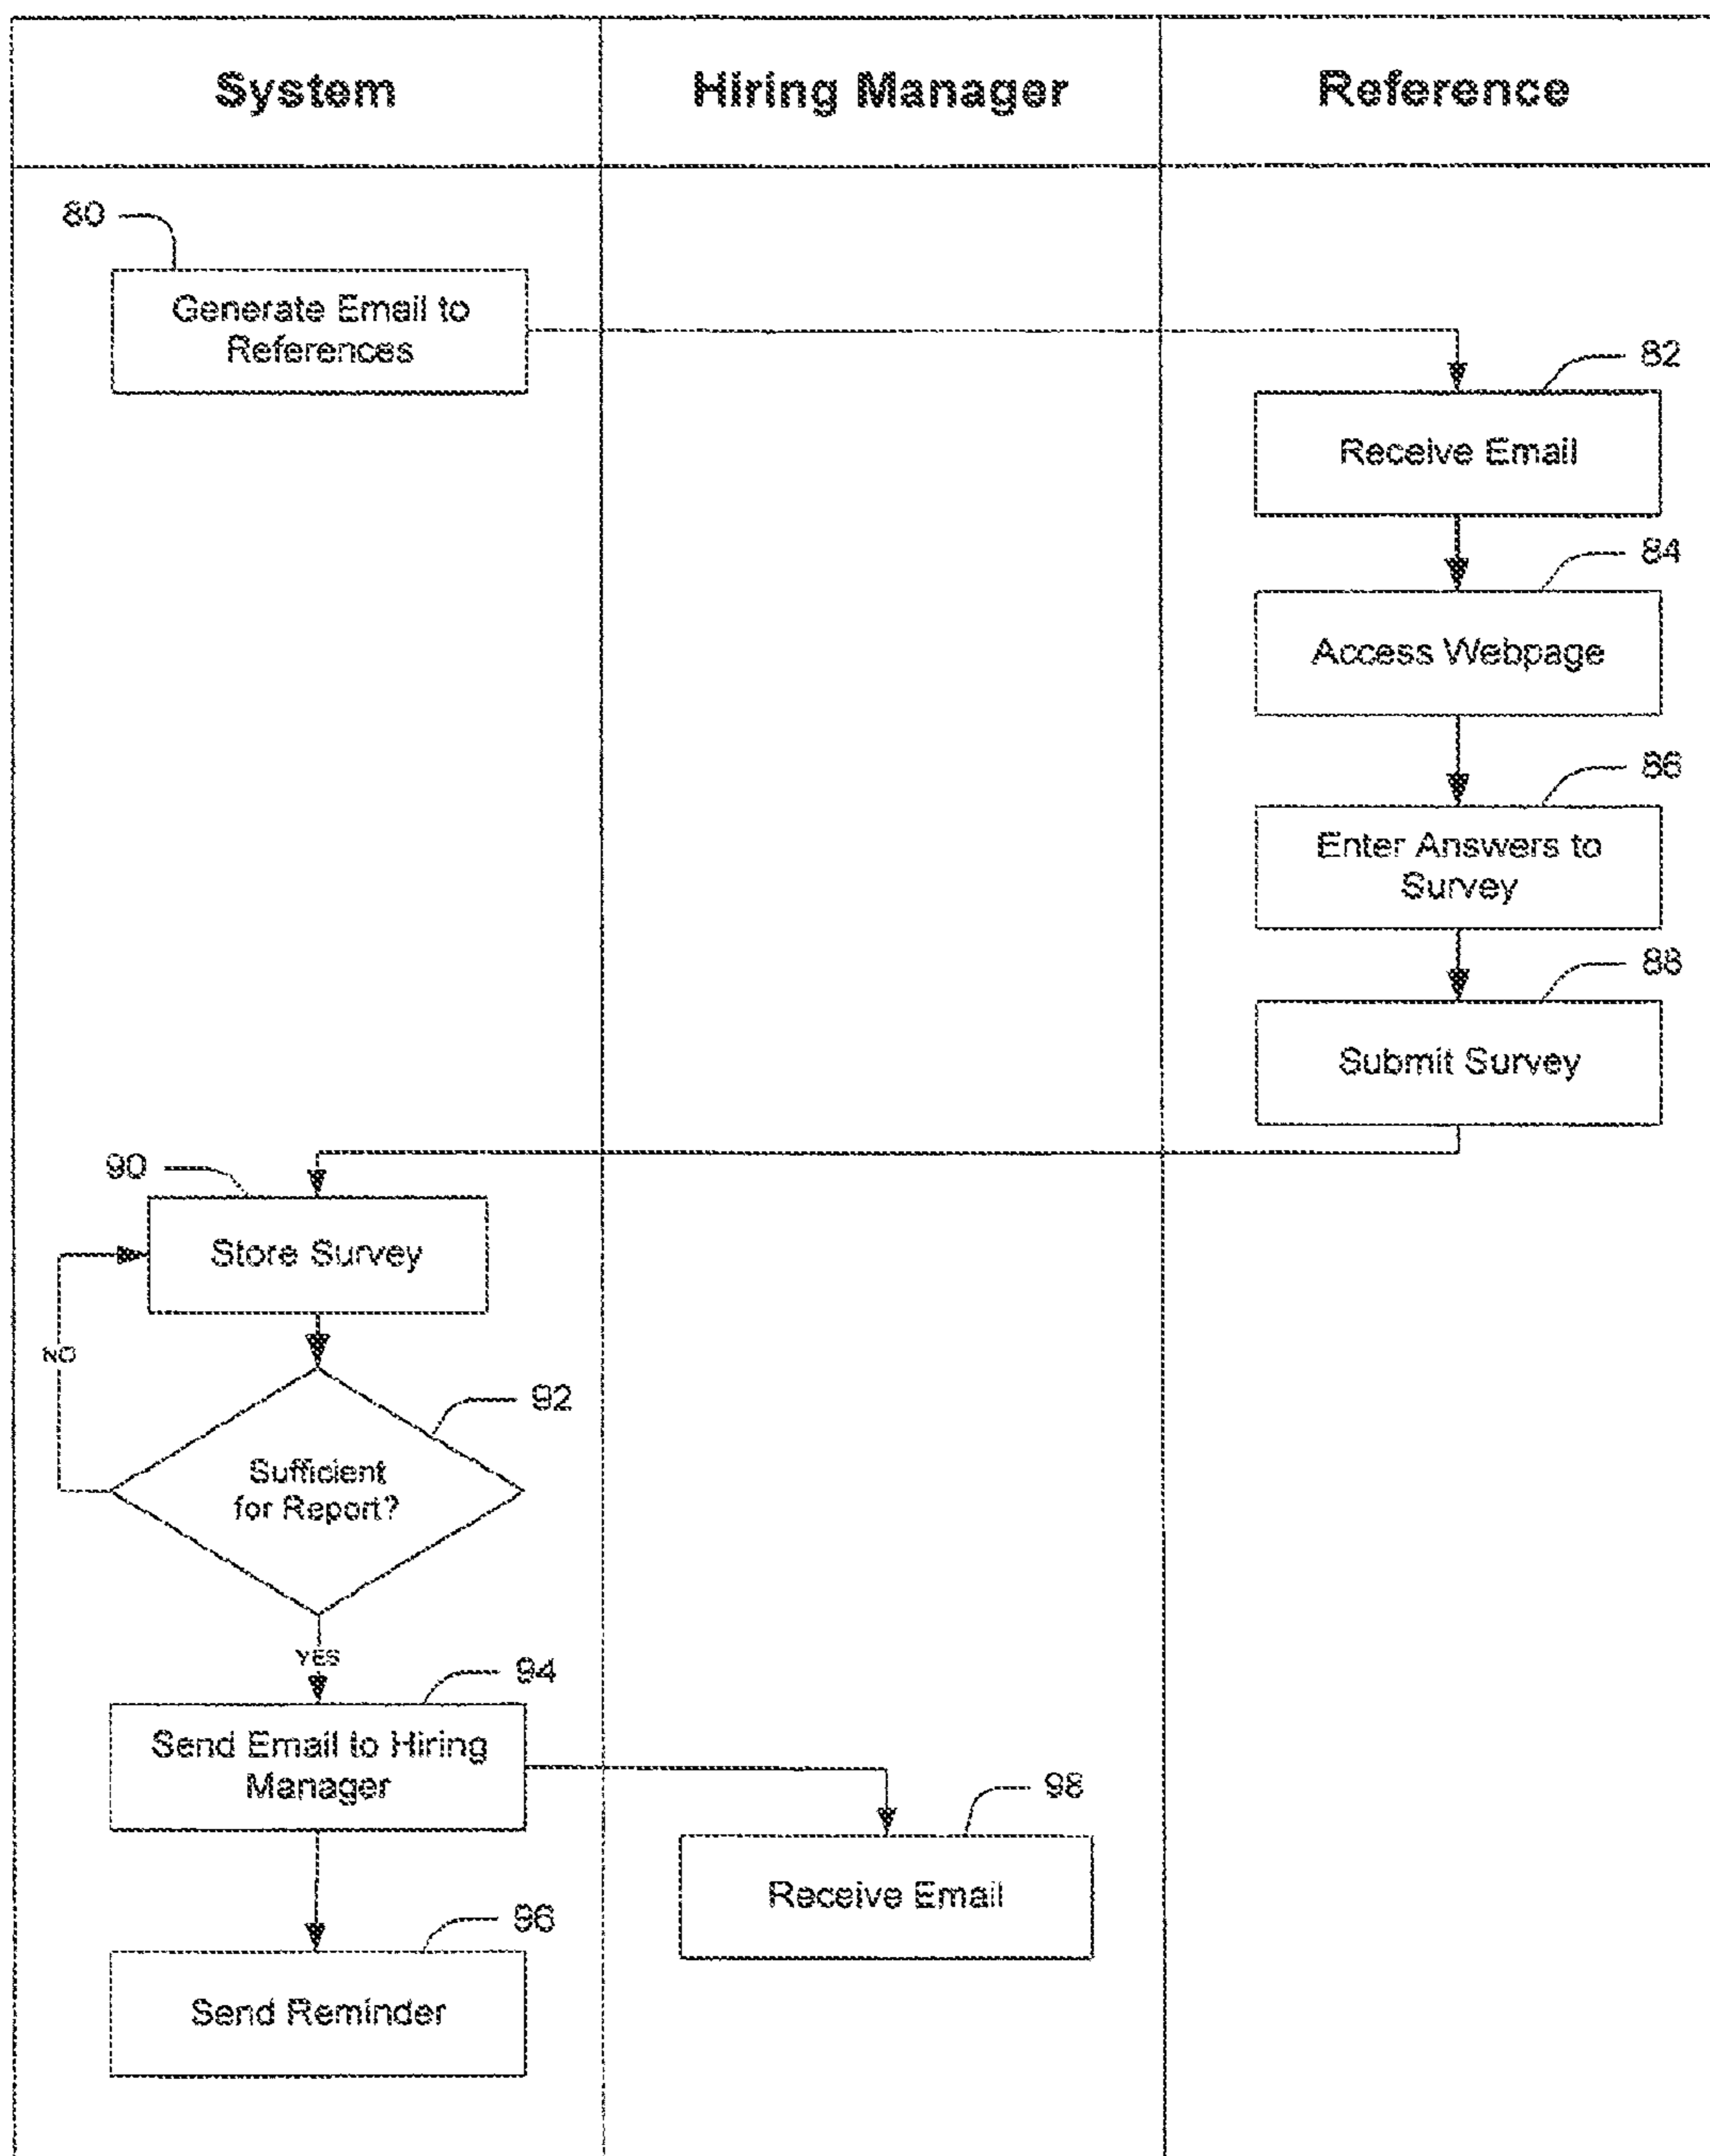 System
Hiring Manager
Reference
80
Generate Email to
References
82
Receive Email
84
Access Webpage
86
Enter Answers to
Survey
88
Submit Survey
90
Store Survey
NO
92
Sufficient
for Report?
YES
94
Send Email to Hiring
Manager
98
Receive Email
96
Send Reminder